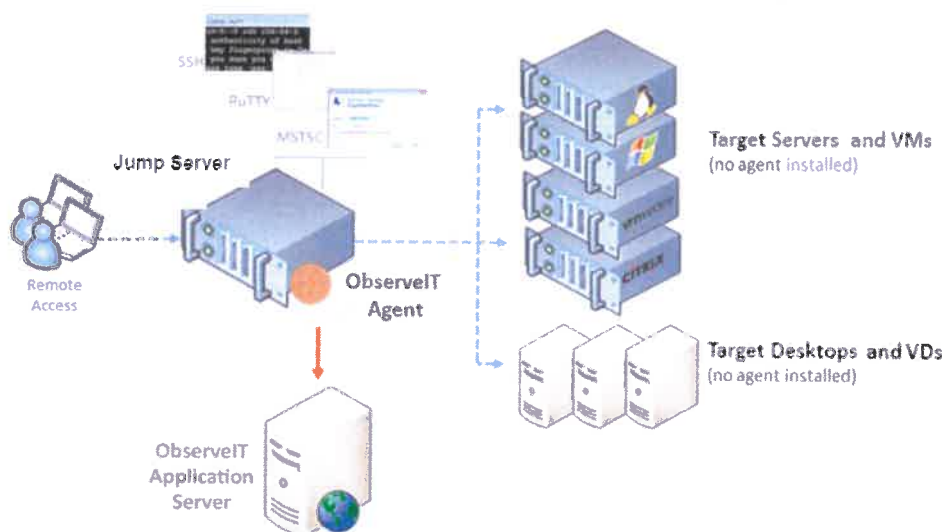 SSH
PuTTY
MSTSC
Jump Server
Remote
Access
ObserveIT
Agent
ObserveIT
Application
Server
vmware
CITRIX
Target Servers and VMs
(no agent installed)
Target Desktops and VDs
(no agent installed)